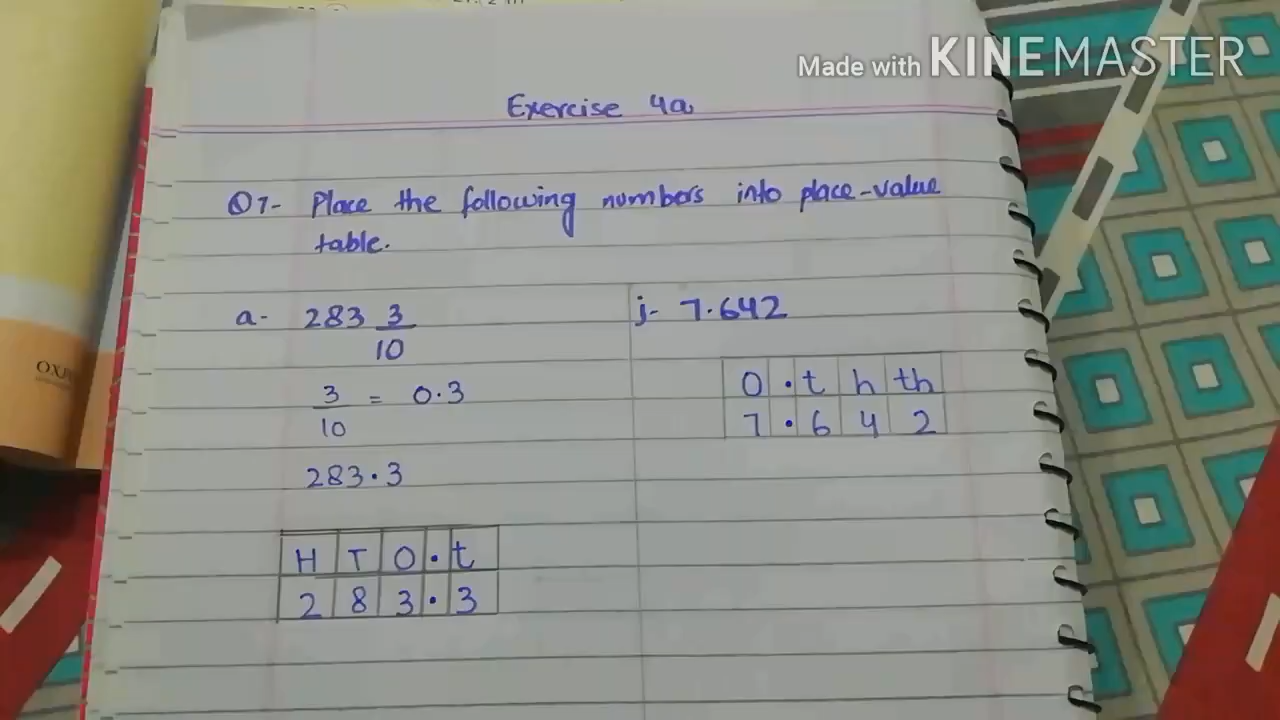 Made with KINEMASTER
Exercise 4a
Q1- Place the following numbers into place-value
table.
a- 283 3/10
3/10 = 0.3
283.3
H T O . t
2 8 3 . 3
j- 7.642
O . t h th
7 . 6 4 2